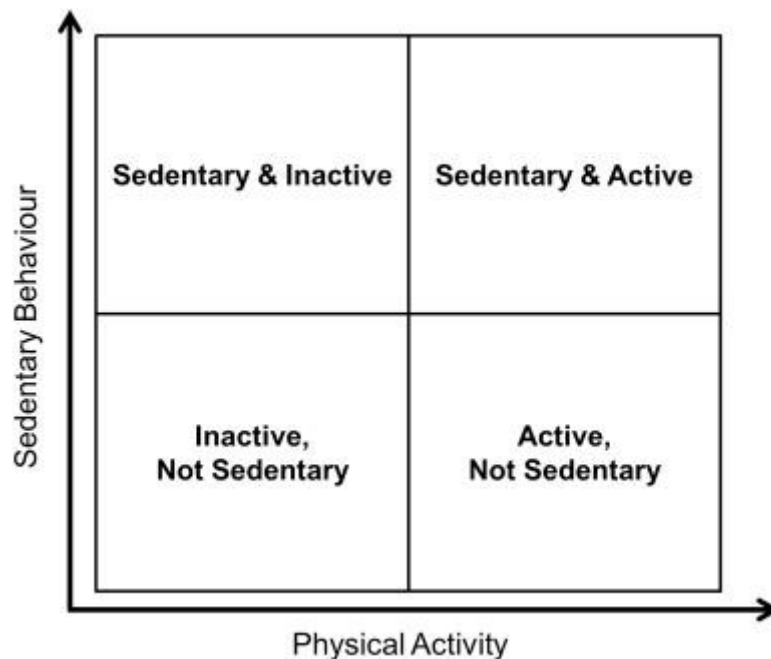 Sedentary Behaviour
Sedentary & Inactive
Sedentary & Active
Inactive,
Not Sedentary
Active,
Not Sedentary
Physical Activity